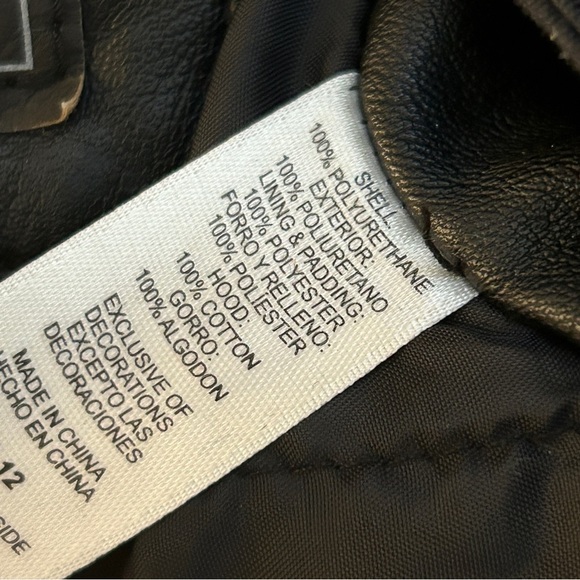 SHELL:
100% POLYURETHANE
EXTERIOR:
100% POLIURETANO
LINING & PADDING:
100% POLYESTER
FORRO Y RELLENO:
100% POLIESTER
HOOD:
100% COTTON
GORRO:
100% ALGODON
EXCLUSIVE OF
DECORATIONS
EXCEPTO LAS
DECORACIONES
MADE IN CHINA
HECHO EN CHINA
12
SIDE